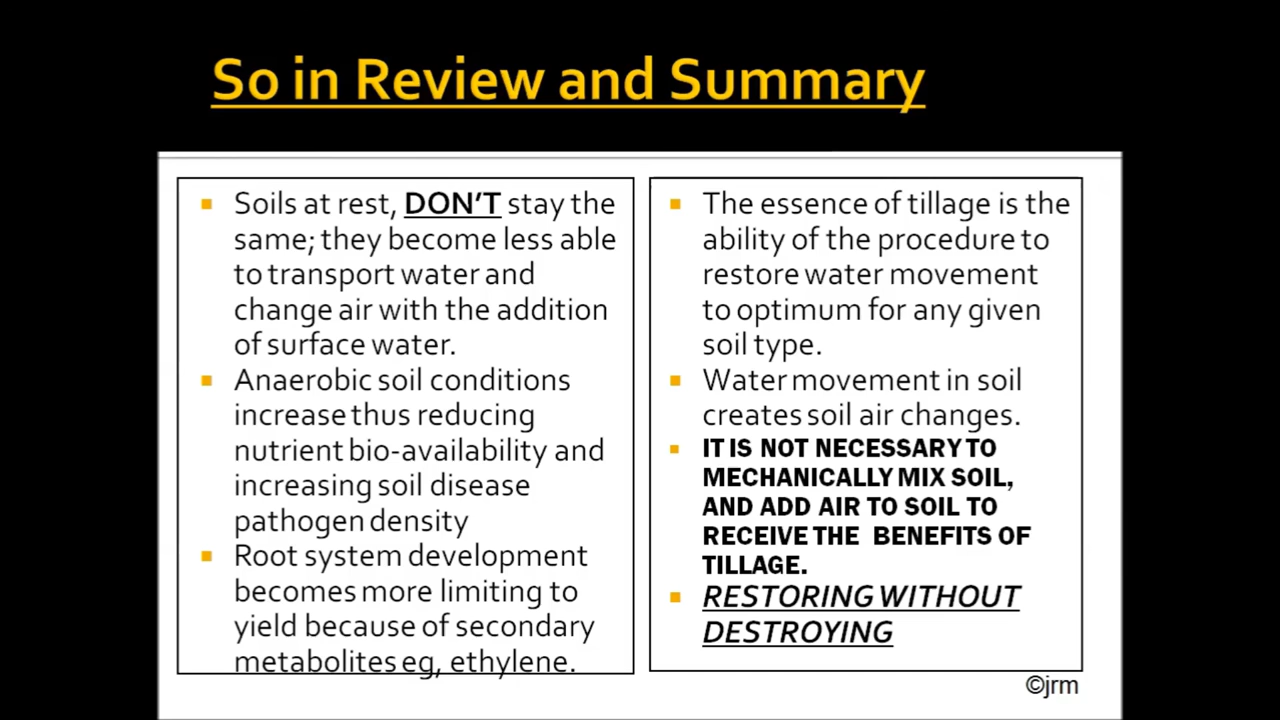 So in Review and Summary
Soils at rest, DON'T stay the
same; they become less able
to transport water and
change air with the addition
of surface water.
Anaerobic soil conditions
increase thus reducing
nutrient bio-availability and
increasing soil disease
pathogen density
Root system development
becomes more limiting to
yield because of secondary
metabolites eg, ethylene.
The essence of tillage is the
ability of the procedure to
restore water movement
to optimum for any given
soil type.
Water movement in soil
creates soil air changes.
IT IS NOT NECESSARY TO
MECHANICALLY MIX SOIL,
AND ADD AIR TO SOIL TO
RECEIVE THE BENEFITS OF
TILLAGE.
RESTORING WITHOUT
DESTROYING
©jrm